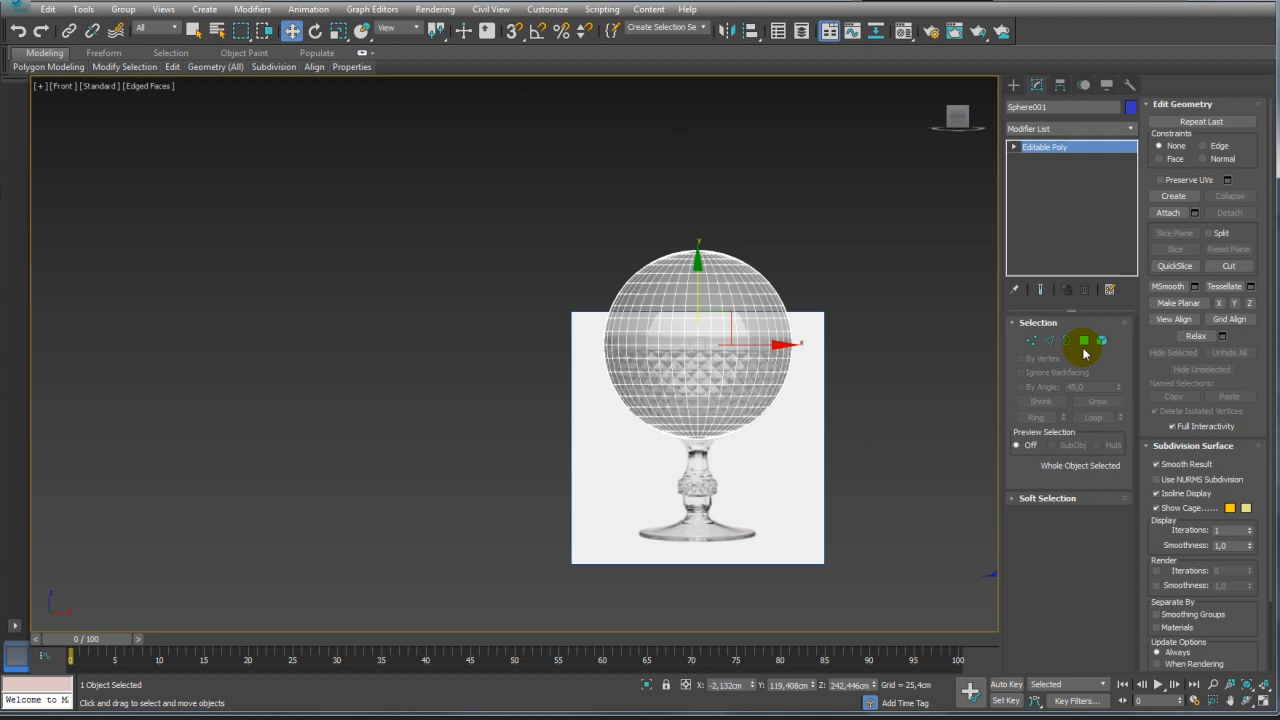 Edit Tools Group Views Create Modifiers Animation Graph Editors Rendering Civil View Customize Scripting Content Help
All View Create Selection Se
Modeling Freeform Selection Object Paint Populate
Polygon Modeling Modify Selection Edit Geometry (All) Subdivision Align Properties
[+] [Front] [Standard] [Edged Faces]
y
x
z
0 / 100
0 5 10 15 20 25 30 35 40 45 50 55 60 65 70 75 80 85 90 95 100
Sphere001
Modifier List
Editable Poly
Selection
By Vertex
Ignore Backfacing
By Angle: 45,0
Shrink Grow
Ring Loop
Preview Selection
Off SubObj Multi
Whole Object Selected
Soft Selection
Edit Geometry
Repeat Last
Constraints
None Edge
Face Normal
Preserve UVs
Create Collapse
Attach Detach
Slice Plane Split
Slice Reset Plane
QuickSlice Cut
MSmooth Tessellate
Make Planar X Y Z
View Align Grid Align
Relax
Hide Selected Unhide All
Hide Unselected
Named Selections:
Copy Paste
Delete Isolated Vertices
Full Interactivity
Subdivision Surface
Smooth Result
Use NURMS Subdivision
Isoline Display
Show Cage......
Display
Iterations: 1
Smoothness: 1,0
Render
Iterations: 0
Smoothness: 1,0
Separate By
Smoothing Groups
Materials
Update Options
Always
When Rendering
Welcome to M
1 Object Selected
Click and drag to select and move objects
X: -2,132cm Y: 119,408cm Z: 242,446cm Grid = 25,4cm
Add Time Tag
Auto Key Selected
Set Key Key Filters... 0